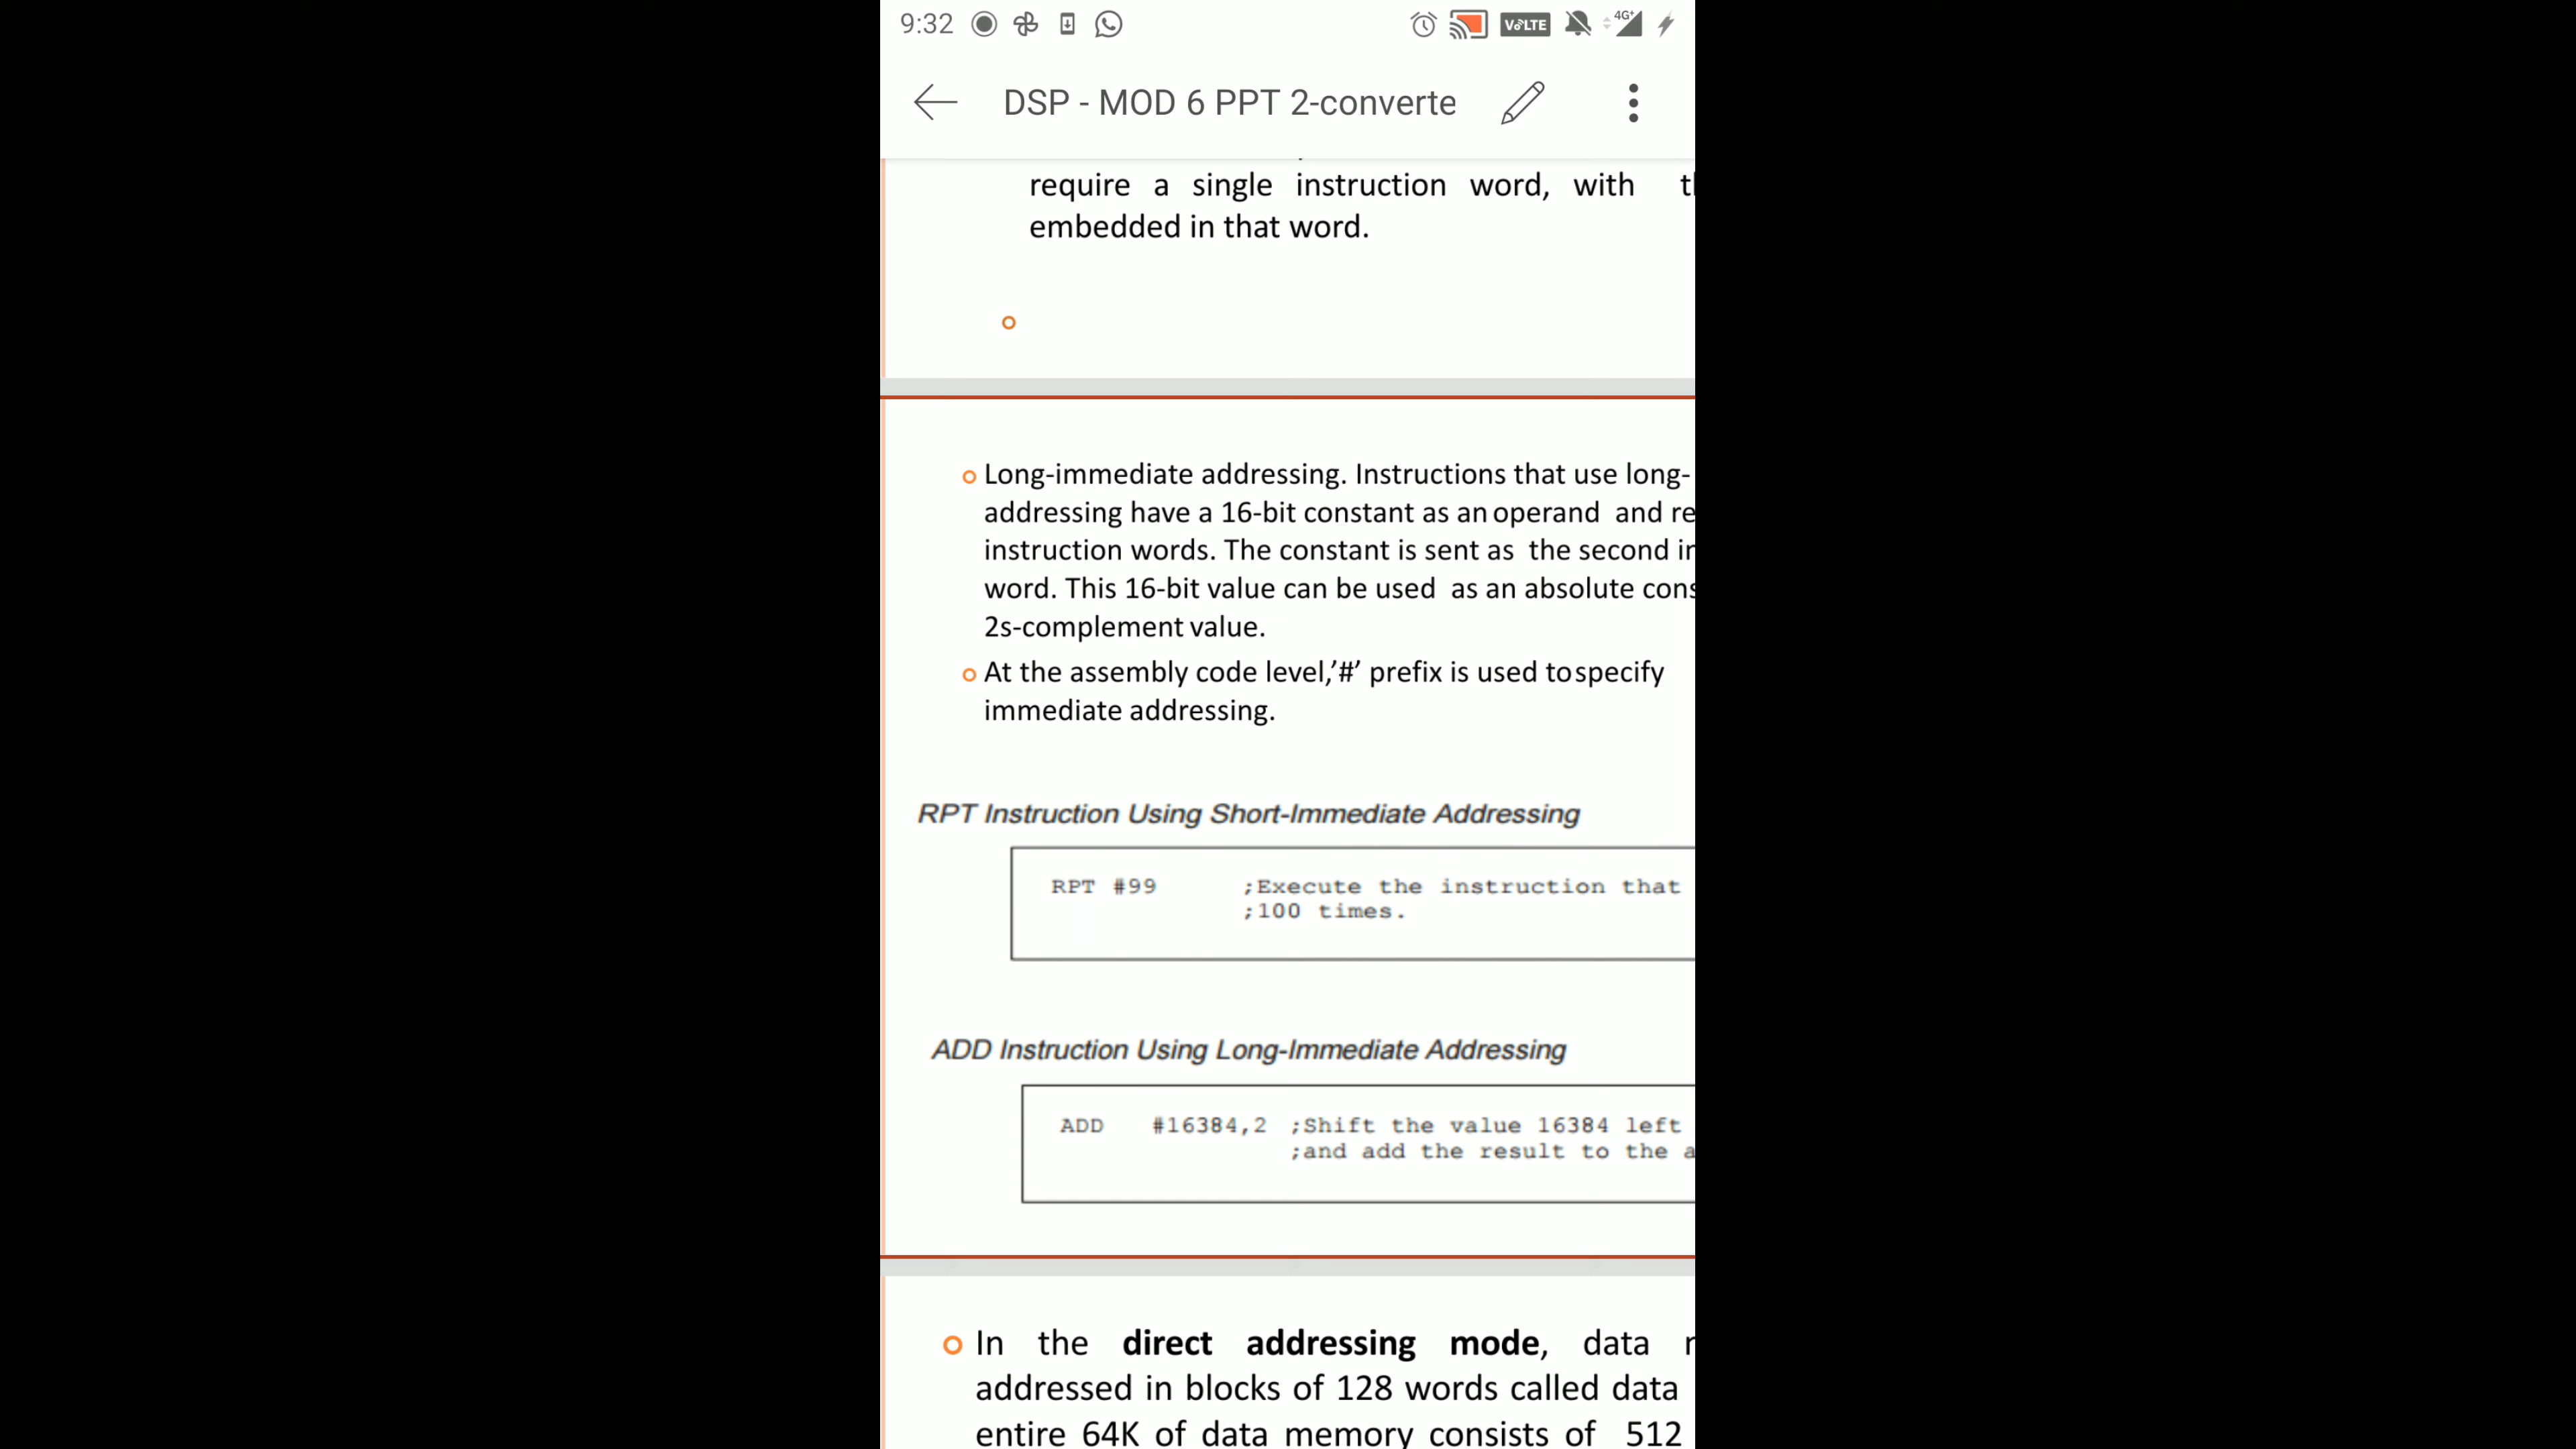 9:32 VoLTE 4G+
DSP - MOD 6 PPT 2-converte
require a single instruction word, with
embedded in that word.
Long-immediate addressing. Instructions that use long-
addressing have a 16-bit constant as an operand and
instruction words. The constant is sent as the second
word. This 16-bit value can be used as an absolute
2s-complement value.
At the assembly code level,’#’ prefix is used to specify
immediate addressing.
RPT Instruction Using Short-Immediate Addressing
RPT #99 ;Execute the instruction that
;100 times.
ADD Instruction Using Long-Immediate Addressing
ADD #16384,2 ;Shift the value 16384 left
;and add the result to the
In the direct addressing mode, data
addressed in blocks of 128 words called data
entire 64K of data memory consists of 512